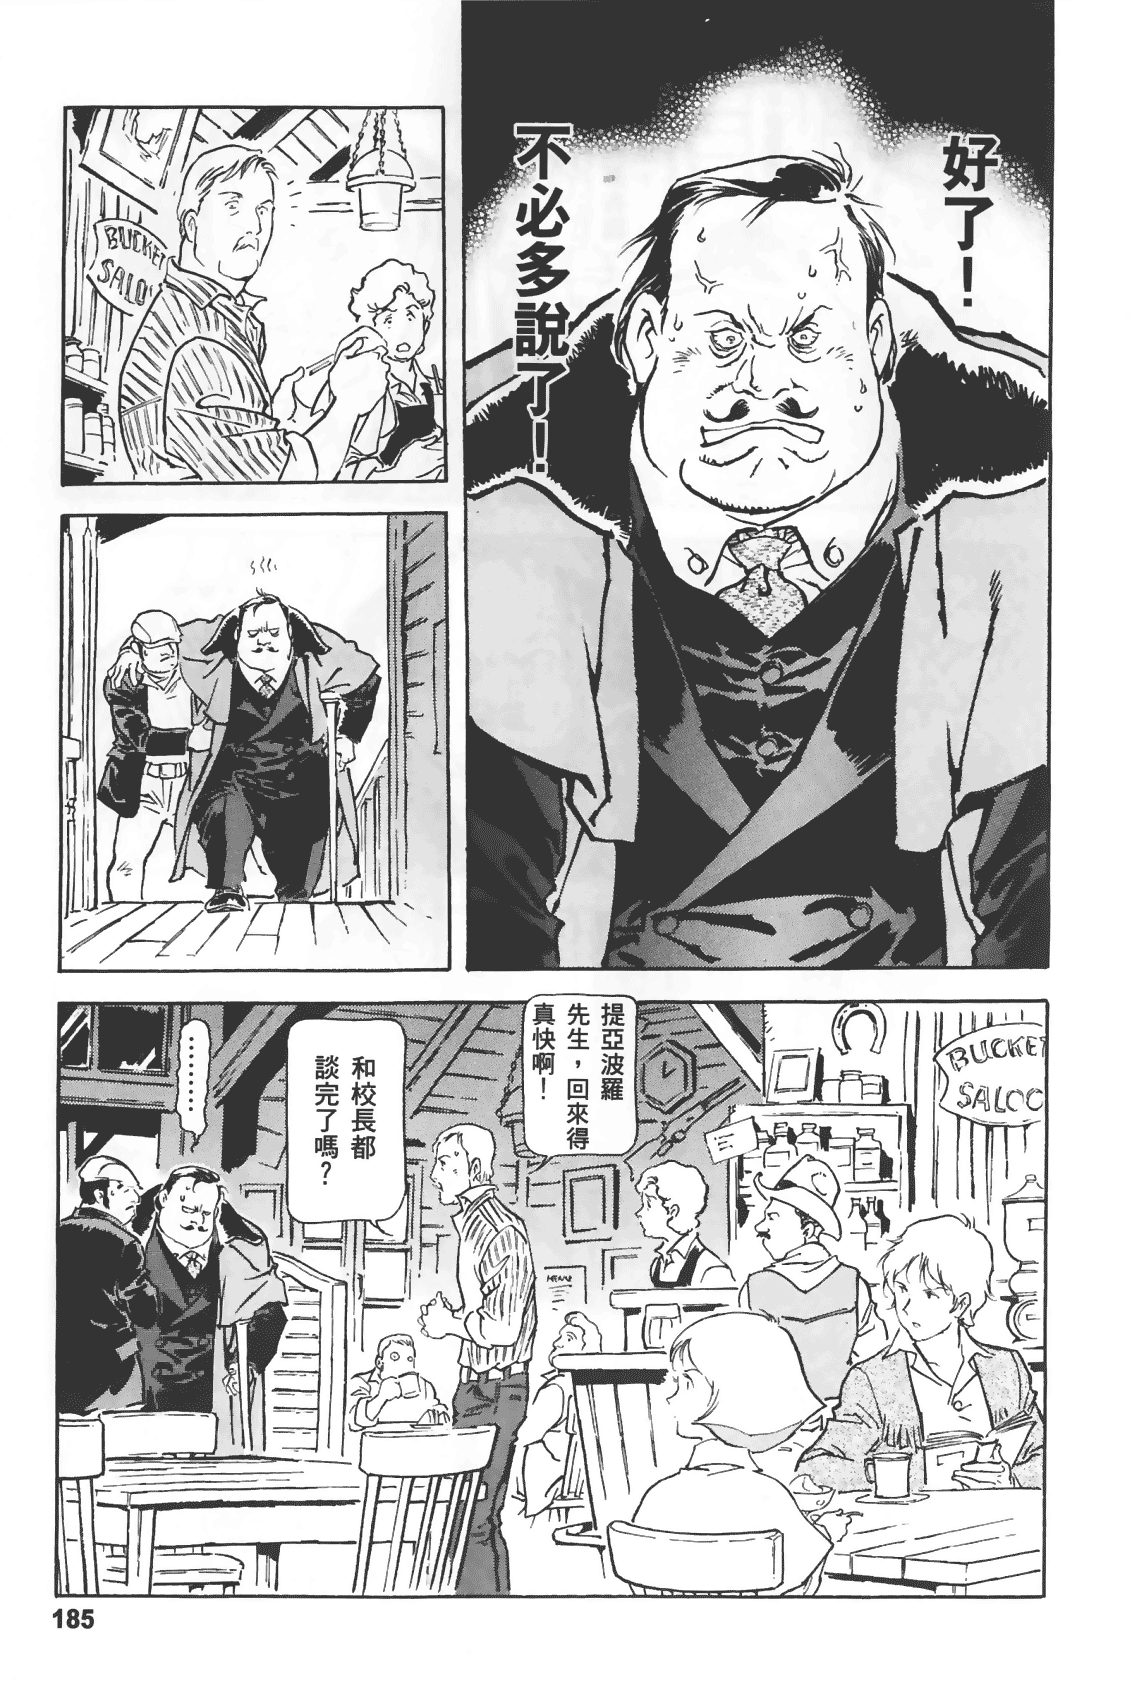 好了！
不必多說了！
BUCKET
SALO
提亞波羅
先生，回來得
真快啊！
和校長都
談完了嗎？
………
BUCKET
SALOO
MENU
185